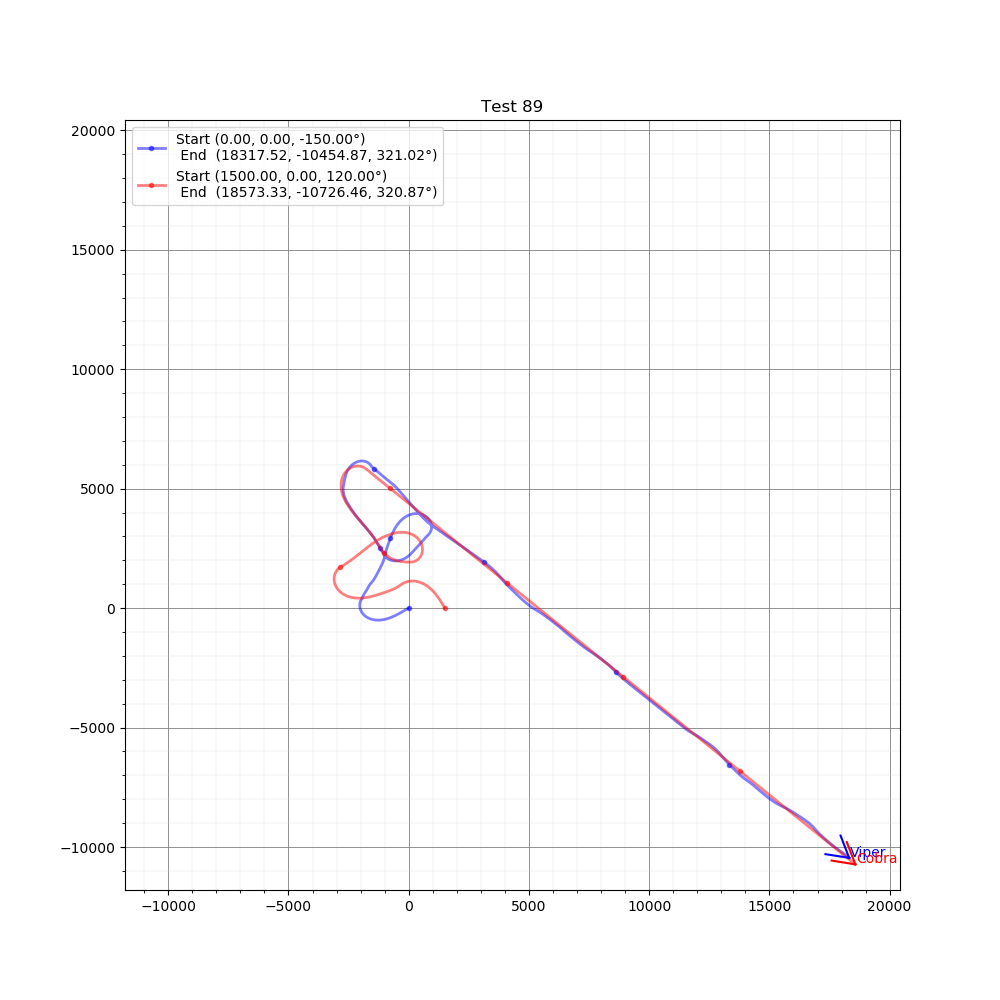 Test 89
Start (0.00, 0.00, -150.00°)
End (18317.52, -10454.87, 321.02°)
Start (1500.00, 0.00, 120.00°)
End (18573.33, -10726.46, 320.87°)
20000
15000
10000
5000
0
−5000
−10000
Viper
Cobra
−10000 −5000 0 5000 10000 15000 20000